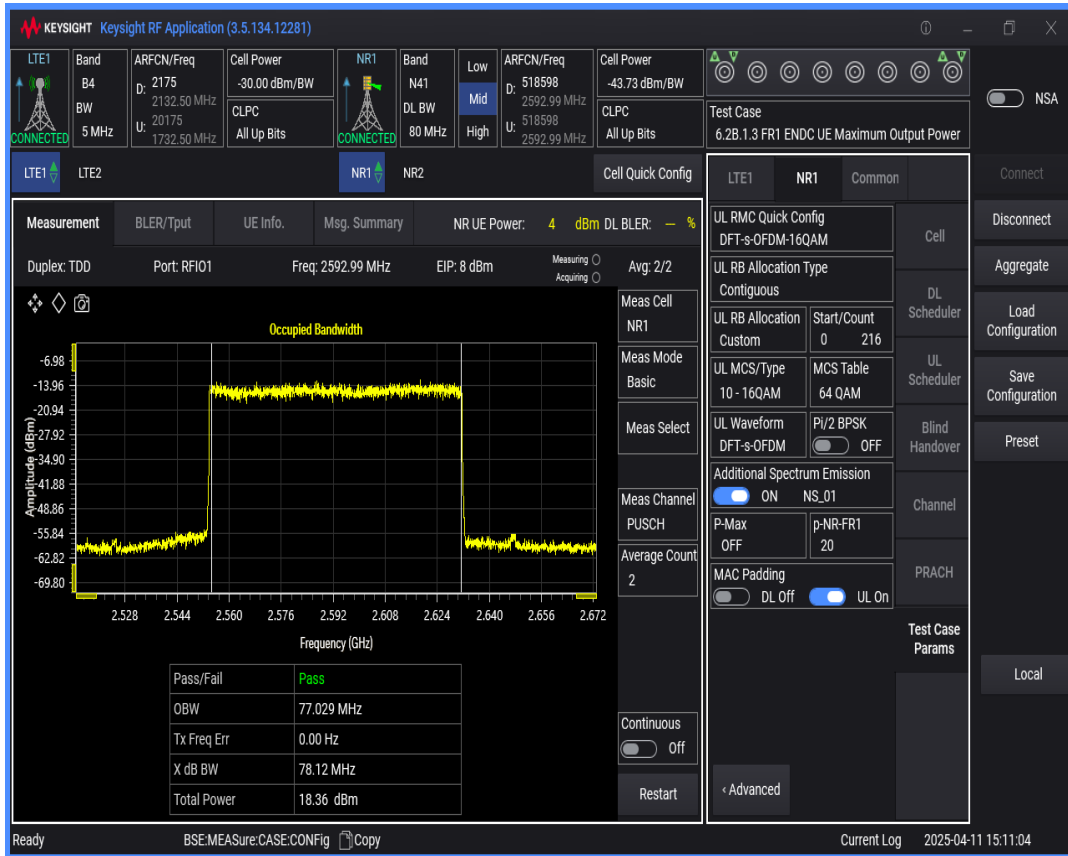 KEYSIGHT Keysight RF Application (3.5.134.12281)
LTE1 Band ARFCN/Freq Cell Power NR1 Band Low ARFCN/Freq Cell Power
B4 D: 2175 -30.00 dBm/BW N41 D: 518598 -43.73 dBm/BW
2132.50 MHz Mid 2592.99 MHz
BW CLPC DL BW CLPC
U: 20175 U: 518598
CONNECTED 5 MHz 1732.50 MHz All Up Bits CONNECTED 80 MHz High 2592.99 MHz All Up Bits
NSA
Test Case
6.2B.1.3 FR1 ENDC UE Maximum Output Power
LTE1 LTE2 NR1 NR2 Cell Quick Config
LTE1 NR1 Common
Connect
Disconnect
Aggregate
Load
Configuration
Save
Configuration
Preset
Local
Measurement BLER/Tput UE Info. Msg. Summary NR UE Power: 4 dBm DL BLER: — %
Duplex: TDD Port: RFIO1 Freq: 2592.99 MHz EIP: 8 dBm Measuring Avg: 2/2
Acquiring
Occupied Bandwidth
Amplitude (dBm)
-6.98
-13.96
-20.94
-27.92
-34.90
-41.88
-48.86
-55.84
-62.82
-69.80
2.528 2.544 2.560 2.576 2.592 2.608 2.624 2.640 2.656 2.672
Frequency (GHz)
Pass/Fail Pass
OBW 77.029 MHz
Tx Freq Err 0.00 Hz
X dB BW 78.12 MHz
Total Power 18.36 dBm
Meas Cell
NR1
Meas Mode
Basic
Meas Select
Meas Channel
PUSCH
Average Count
2
Continuous
Off
Restart
UL RMC Quick Config
DFT-s-OFDM-16QAM
UL RB Allocation Type
Contiguous
UL RB Allocation Start/Count
Custom 0 216
UL MCS/Type MCS Table
10 - 16QAM 64 QAM
UL Waveform Pi/2 BPSK
DFT-s-OFDM OFF
Additional Spectrum Emission
ON NS_01
P-Max p-NR-FR1
OFF 20
MAC Padding
DL Off UL On
‹ Advanced
Cell
DL
Scheduler
UL
Scheduler
Blind
Handover
Channel
PRACH
Test Case
Params
Ready BSE:MEASure:CASE:CONFig Copy Current Log 2025-04-11 15:11:04